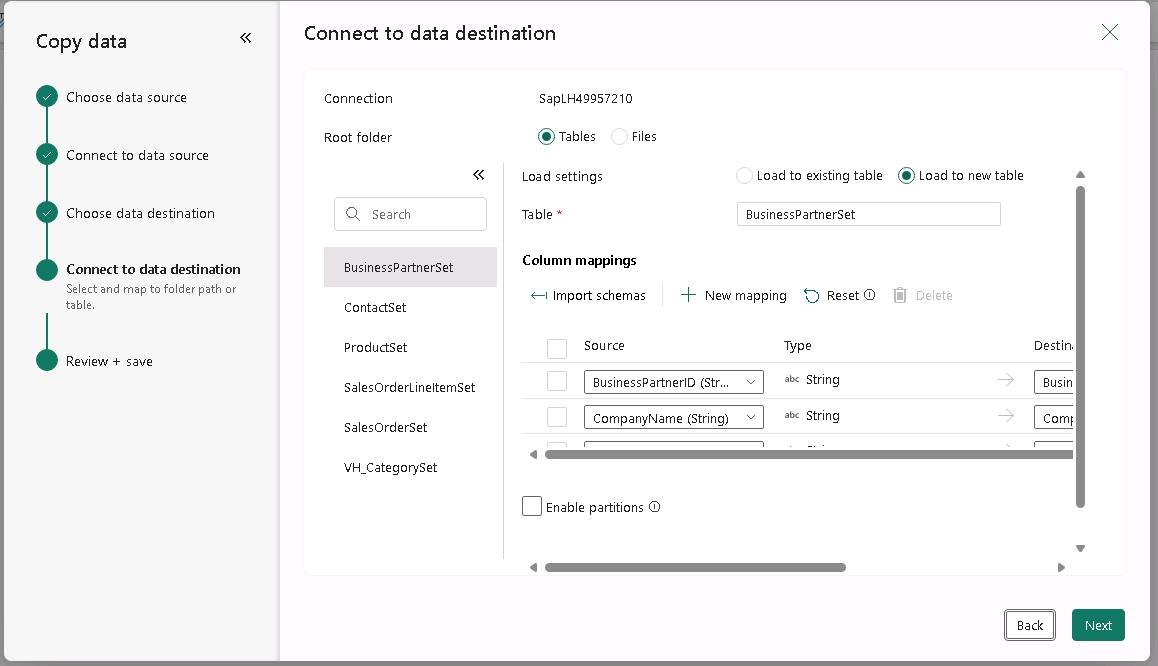 Copy data
Choose data source
Connect to data source
Choose data destination
Connect to data destination
Select and map to folder path or
table.
Review + save
Connect to data destination
Connection SapLH49957210
Root folder Tables Files
Search
BusinessPartnerSet
ContactSet
ProductSet
SalesOrderLineItemSet
SalesOrderSet
VH_CategorySet
Load settings Load to existing table Load to new table
Table * BusinessPartnerSet
Column mappings
Import schemas New mapping Reset Delete
Source Type
BusinessPartnerID (Str... abc String
CompanyName (String) abc String
Enable partitions
Back Next